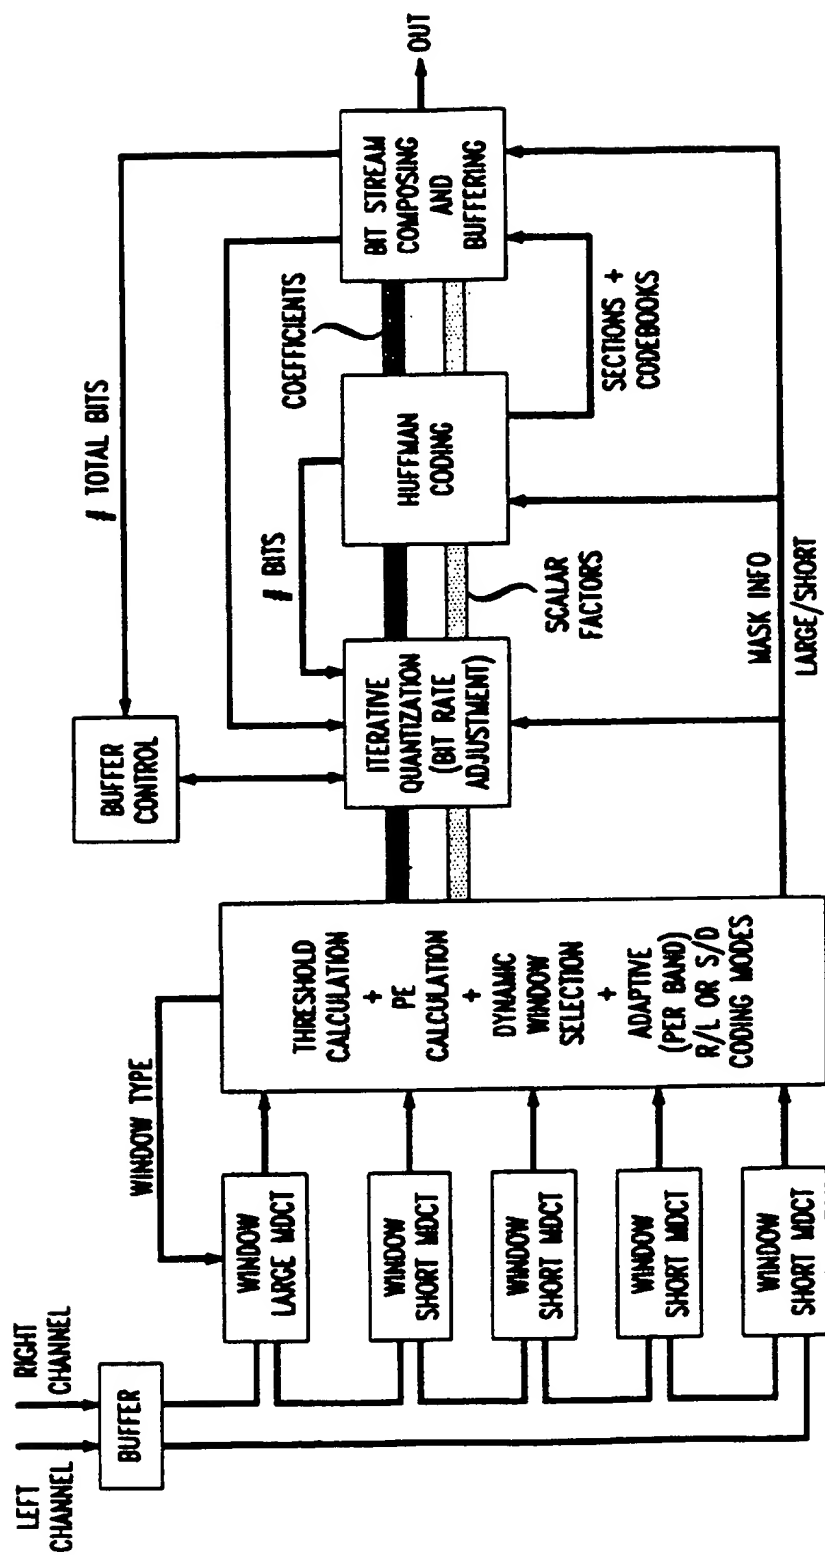 LEFT
CHANNEL
RIGHT
CHANNEL
BUFFER
WINDOW TYPE
WINDOW
LARGE MDCT
WINDOW
SHORT MDCT
WINDOW
SHORT MDCT
WINDOW
SHORT MDCT
WINDOW
SHORT MDCT
THRESHOLD
CALCULATION
+
PE
CALCULATION
+
DYNAMIC
WINDOW
SELECTION
+
ADAPTIVE
(PER BAND)
R/L OR S/D
CODING MODES
BUFFER
CONTROL
# TOTAL BITS
ITERATIVE
QUANTIZATION
(BIT RATE
ADJUSTMENT)
# BITS
SCALAR
FACTORS
HUFFMAN
CODING
COEFFICIENTS
SECTIONS +
CODEBOOKS
MASK INFO
LARGE/SHORT
BIT STREAM
COMPOSING
AND
BUFFERING
OUT